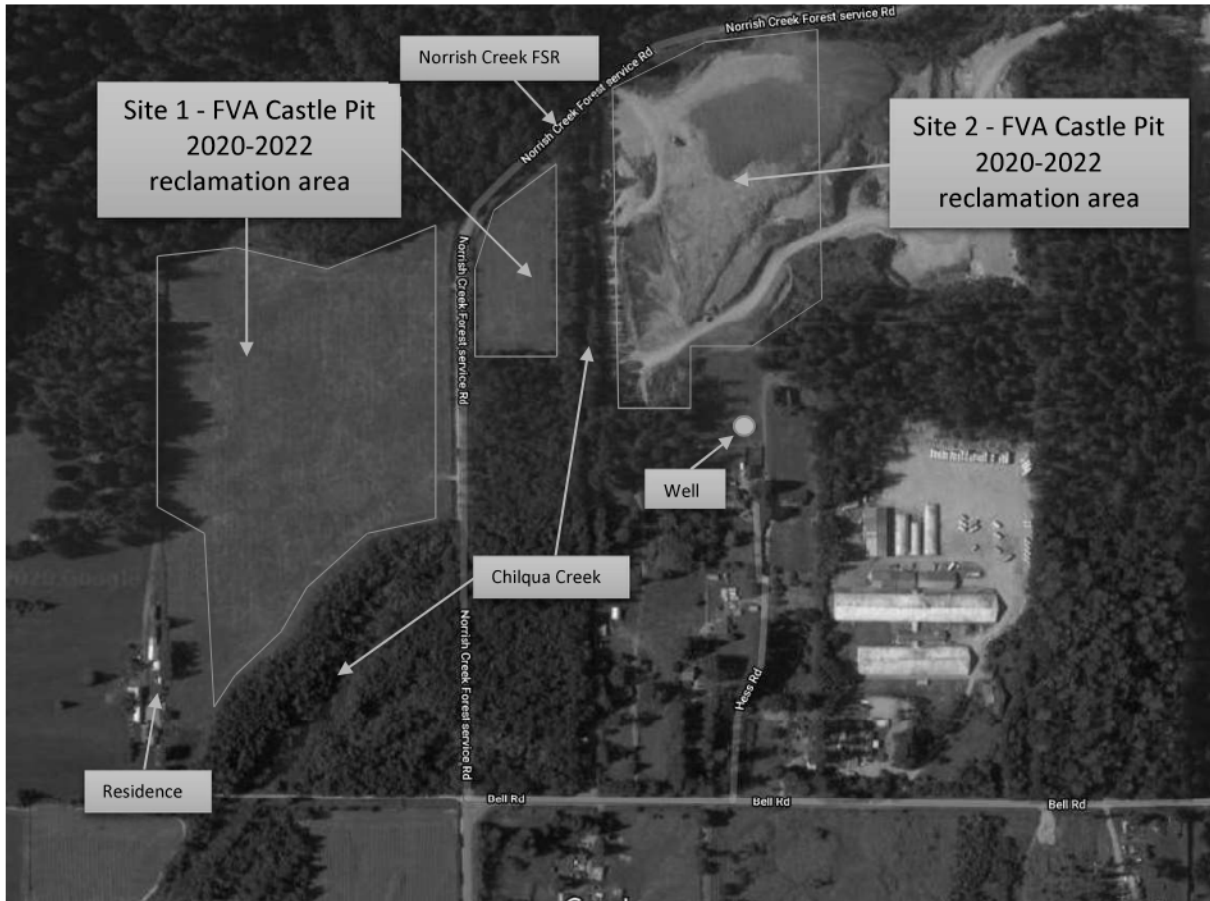 Norrish Creek Forest service Rd
Norrish Creek FSR
Norrish Creek Forest service Rd
Site 1 - FVA Castle Pit
2020-2022
reclamation area
Site 2 - FVA Castle Pit
2020-2022
reclamation area
Norrish Creek Forest service Rd
Well
Chilqua Creek
Norrish Creek Forest service Rd
Hess Rd
Residence
Bell Rd
Bell Rd
Bell Rd